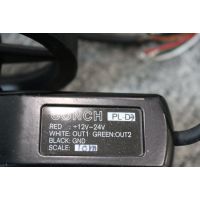 CONCH PL-D
RED : +12V~24V
WHITE: OUT1 GREEN:OUT2
BLACK: GND
SCALE: